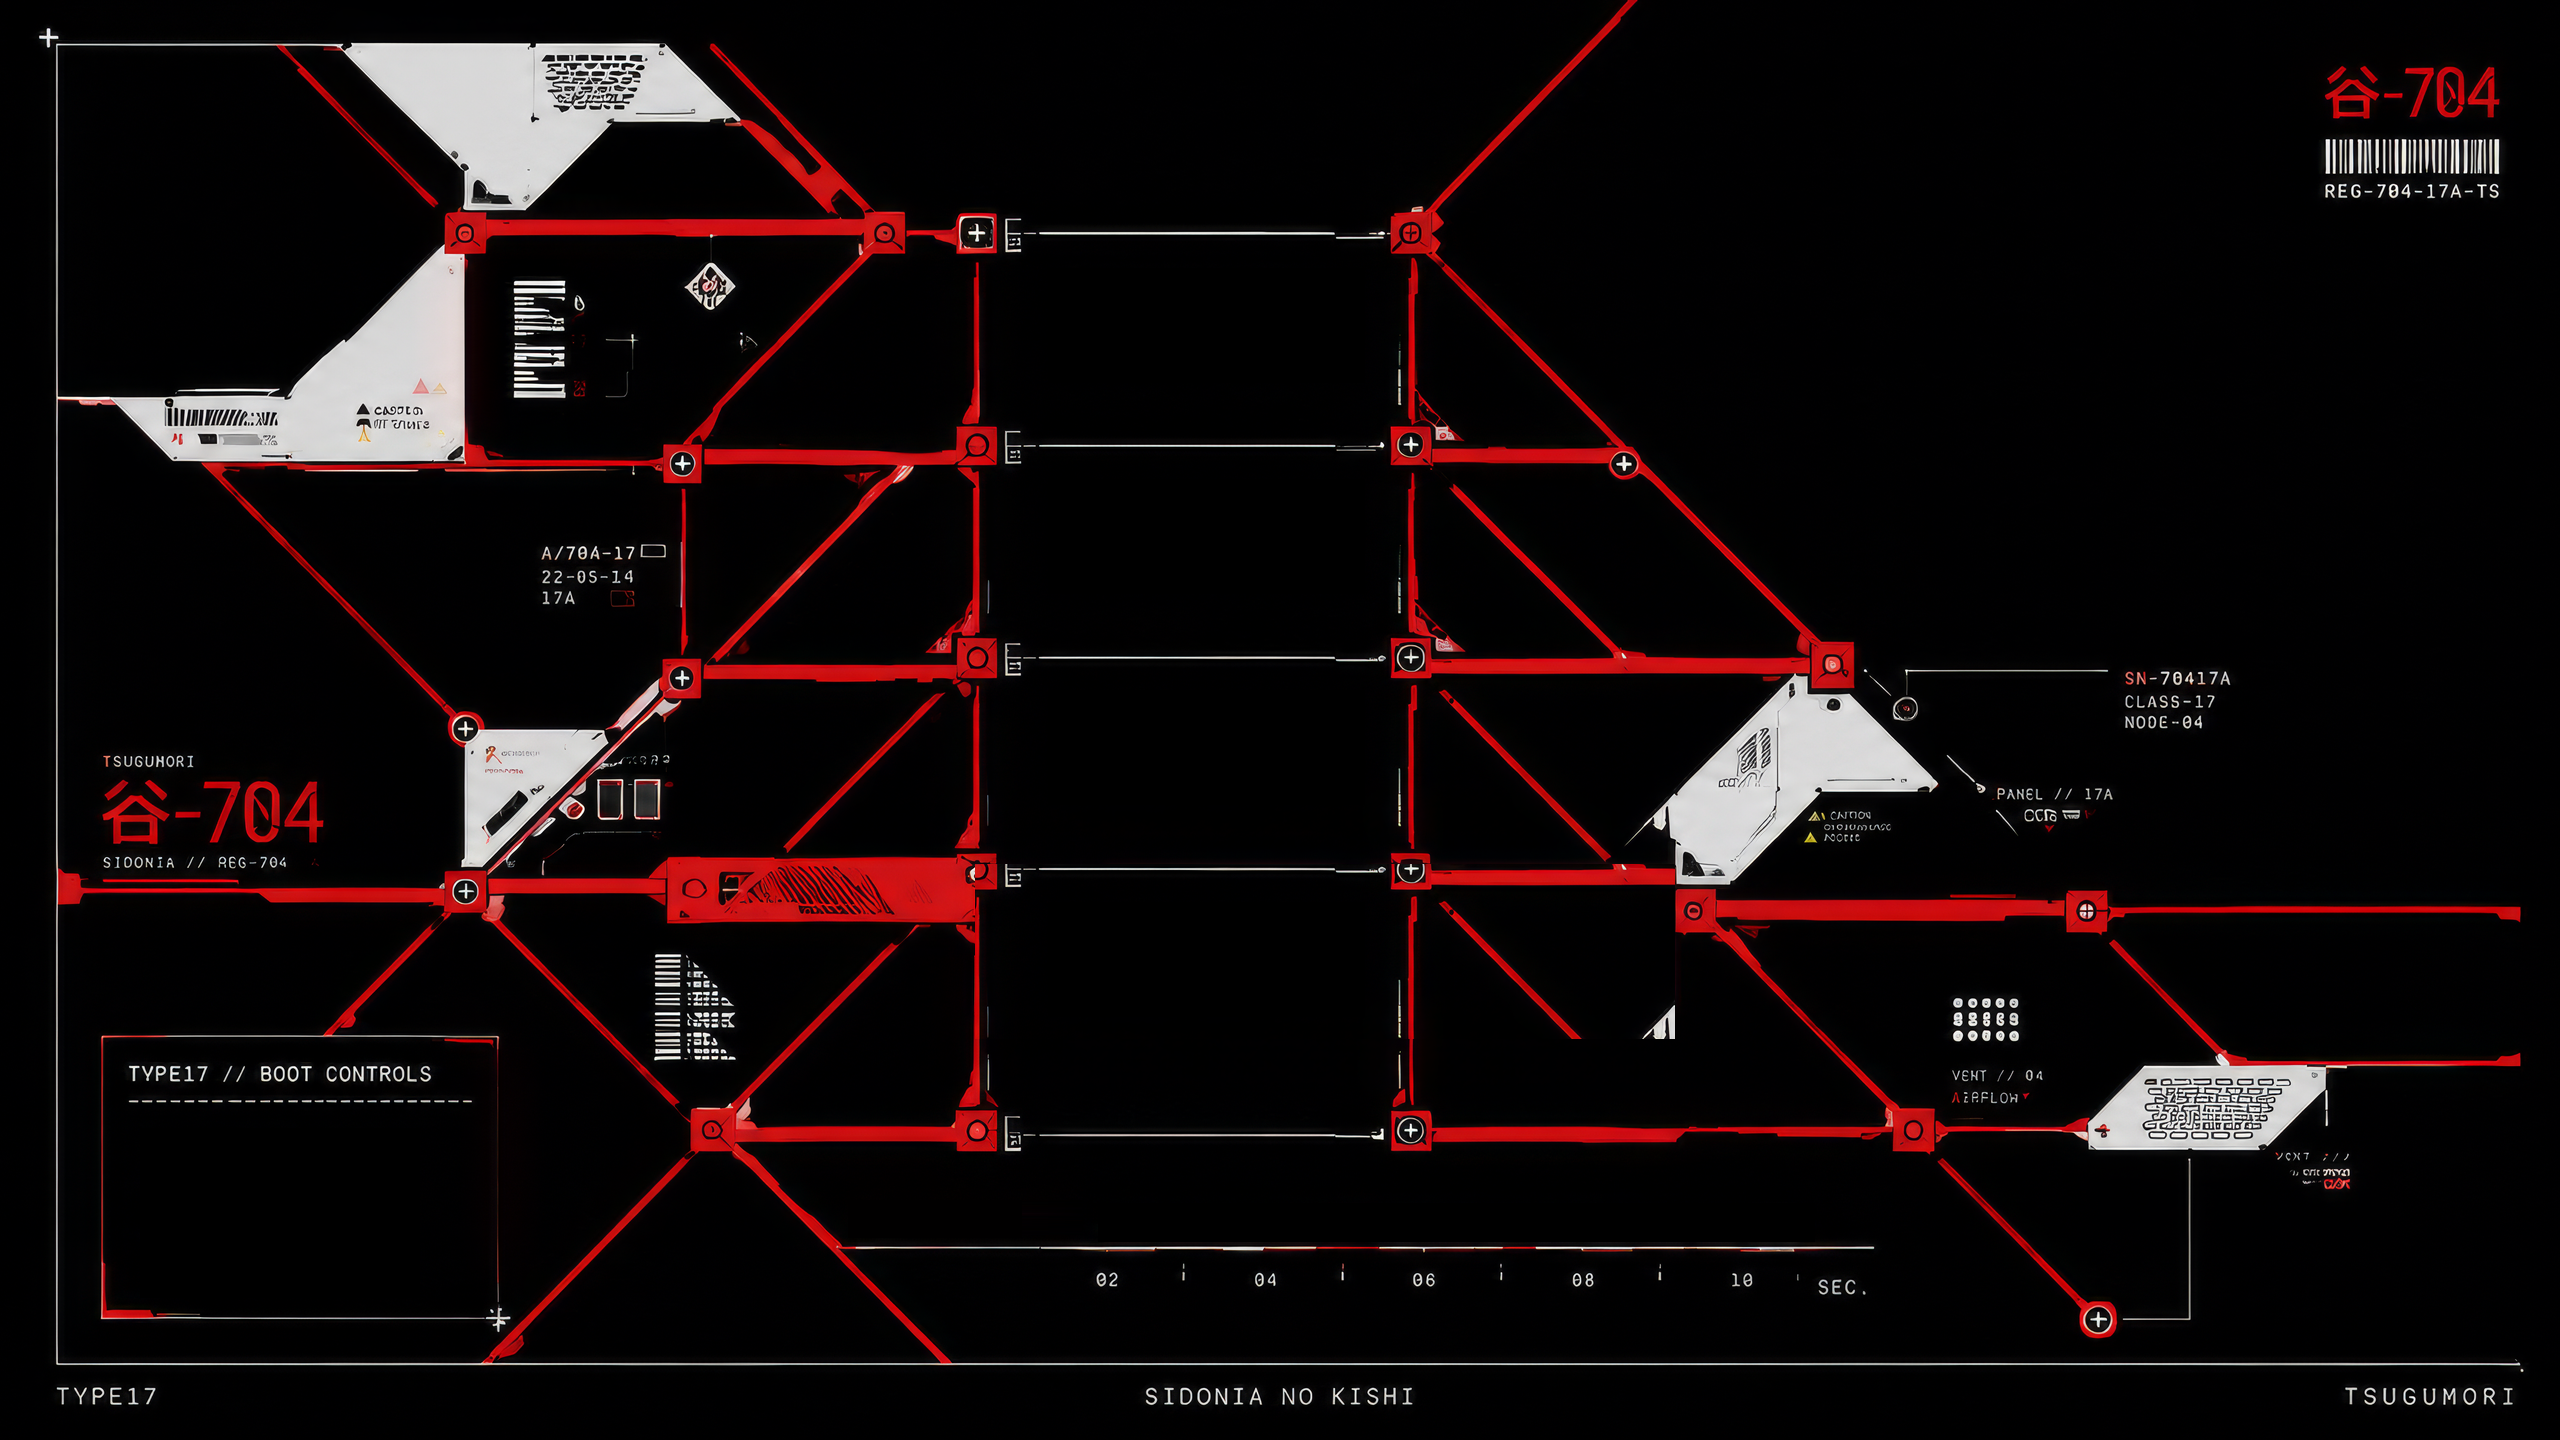 谷-704
REG-704-17A-TS
A/70A-17
22-0S-14
17A
SN-70417A
CLASS-17
NODE-04
TSUGUMORI
谷-704
SIDONIA // REG-704
PANEL // 17A
TYPE17 // BOOT CONTROLS
VENT // 04
AIRFLOW
02 04 06 08 10 SEC.
TYPE17 SIDONIA NO KISHI TSUGUMORI